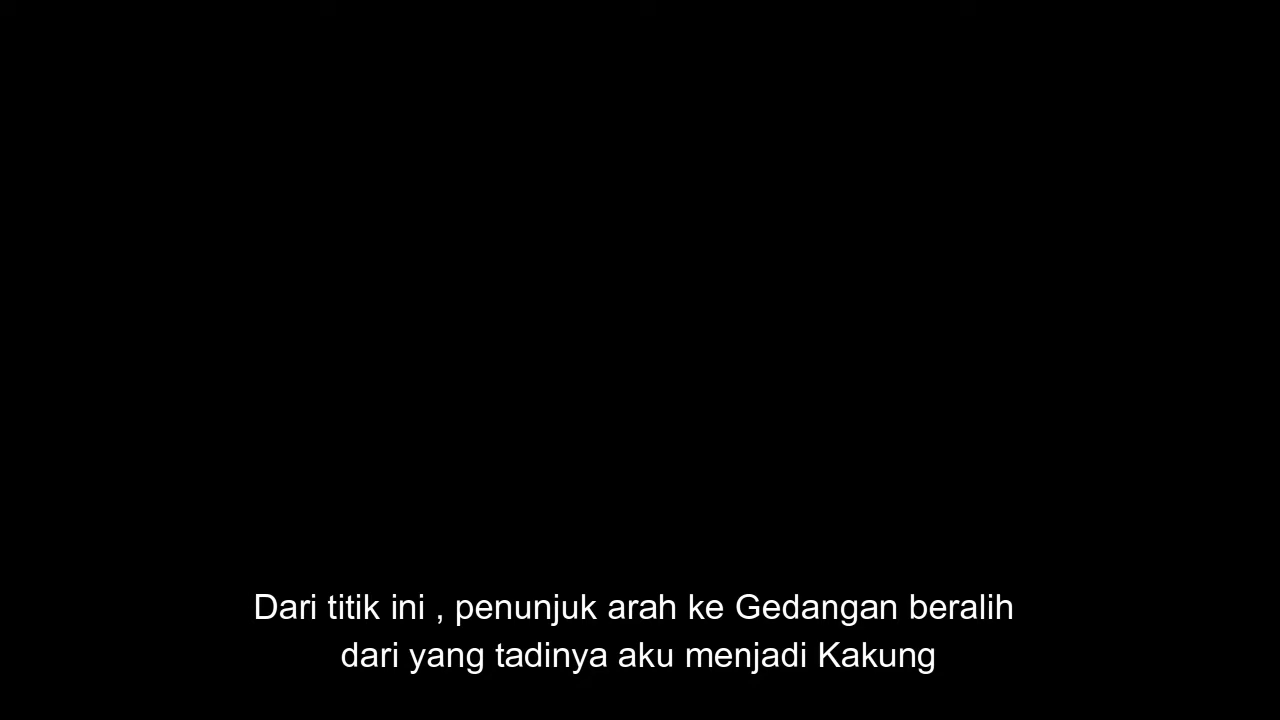 Dari titik ini , penunjuk arah ke Gedangan beralih
dari yang tadinya aku menjadi Kakung